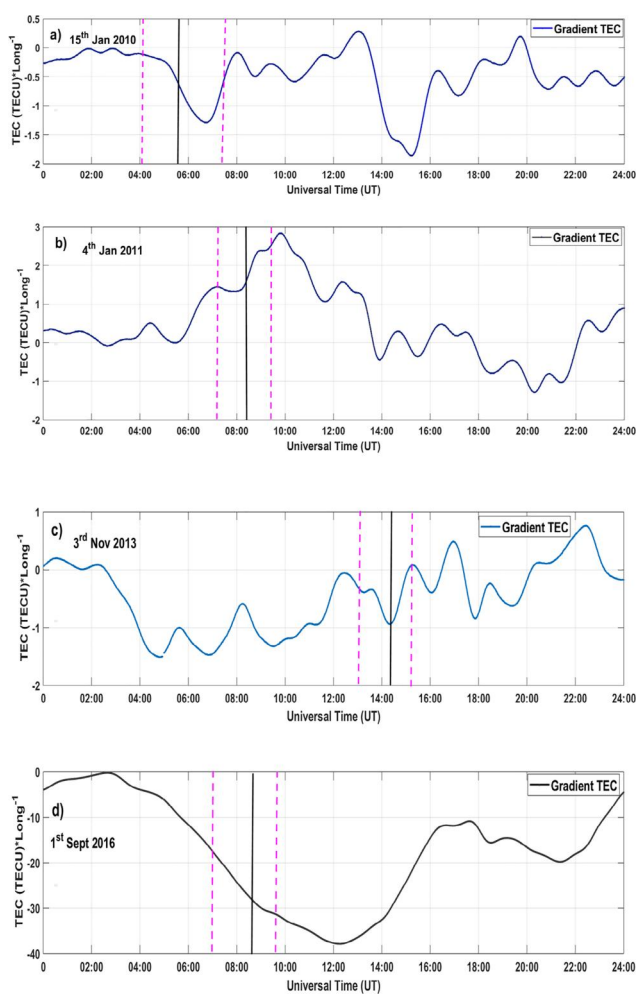 a) 15th Jan 2010
Gradient TEC
TEC (TECU)*Long-1
0.5
0
-0.5
-1
-1.5
-2
0 02:00 04:00 06:00 08:00 10:00 12:00 14:00 16:00 18:00 20:00 22:00 24:00
Universal Time (UT)
b) 4th Jan 2011
Gradient TEC
TEC (TECU)*Long-1
3
2
1
0
-1
-2
0 02:00 04:00 06:00 08:00 10:00 12:00 14:00 16:00 18:00 20:00 22:00 24:00
Universal Time (UT)
c) 3rd Nov 2013
Gradient TEC
TEC (TECU)*Long-1
1
0
-1
-2
0 02:00 04:00 06:00 08:00 10:00 12:00 14:00 16:00 18:00 20:00 22:00 24:00
Universal Time (UT)
d)
1st Sept 2016
Gradient TEC
TEC (TECU)*Long-1
0
-10
-20
-30
-40
0 02:00 04:00 06:00 08:00 10:00 12:00 14:00 16:00 18:00 20:00 22:00 24:00
Universal Time (UT)